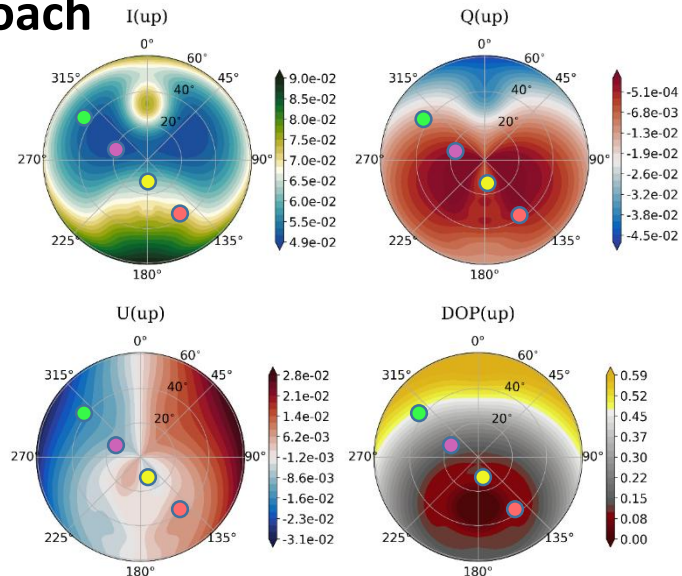 oach
I(up)
0°
60°
45°
40°
20°
90°
135°
180°
225°
270°
315°
9.0e-02
8.5e-02
8.0e-02
7.5e-02
7.0e-02
6.5e-02
6.0e-02
5.5e-02
4.9e-02
Q(up)
0°
60°
45°
40°
20°
90°
135°
180°
225°
270°
315°
-5.1e-04
-6.8e-03
-1.3e-02
-1.9e-02
-2.6e-02
-3.2e-02
-3.8e-02
-4.5e-02
U(up)
0°
60°
45°
40°
20°
90°
135°
180°
225°
270°
315°
2.8e-02
2.1e-02
1.4e-02
6.2e-03
-1.2e-03
-8.6e-03
-1.6e-02
-2.3e-02
-3.1e-02
DOP(up)
0°
60°
45°
40°
20°
90°
135°
180°
225°
270°
315°
0.59
0.52
0.45
0.37
0.30
0.22
0.15
0.08
0.00